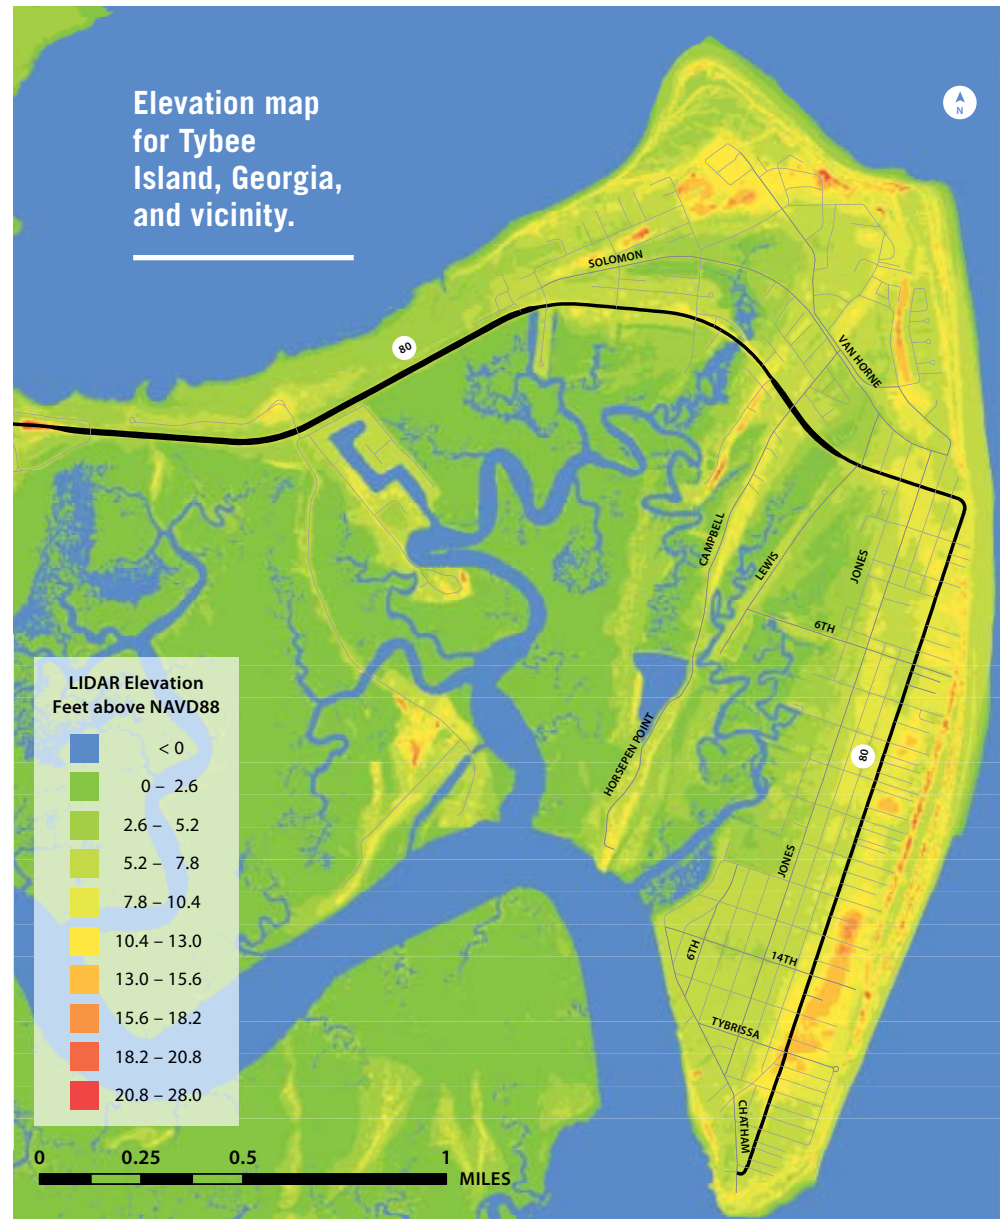 Elevation map
for Tybee
Island, Georgia,
and vicinity.
N
SOLOMON
80
VAN HORNE
CAMPBELL
LEWIS
JONES
6TH
HORSEPEN POINT
80
JONES
6TH
14TH
TYBRISSA
CHATHAM
LIDAR Elevation
Feet above NAVD88
< 0
0 – 2.6
2.6 – 5.2
5.2 – 7.8
7.8 – 10.4
10.4 – 13.0
13.0 – 15.6
15.6 – 18.2
18.2 – 20.8
20.8 – 28.0
0 0.25 0.5 1
MILES